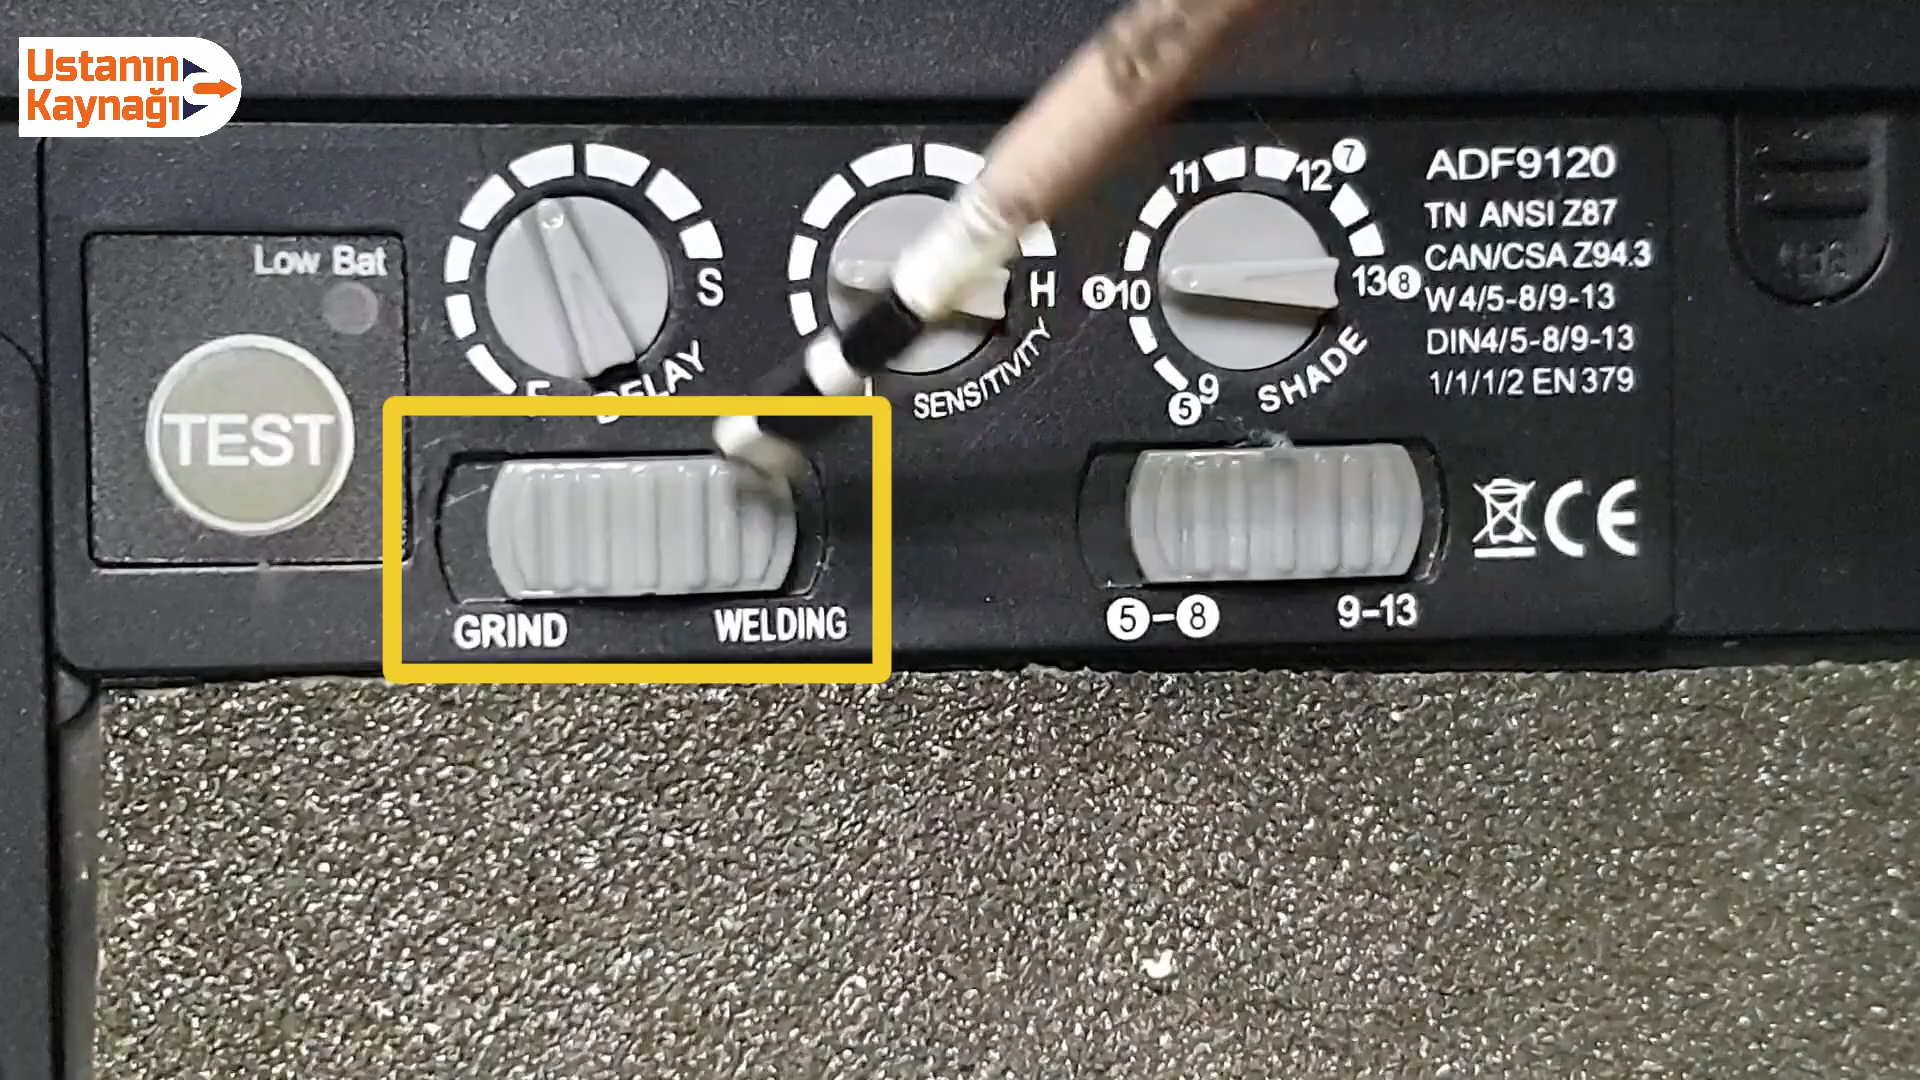 Ustanın
Kaynağı
Low Bat
TEST
S
DELAY
H
SENSITIVITY
11
12
7
6
10
13
8
5
9
SHADE
ADF9120
TN ANSI Z87
CAN/CSA Z94.3
W4/5-8/9-13
DIN4/5-8/9-13
1/1/1/2 EN379
GRIND
WELDING
5-8
9-13
CE